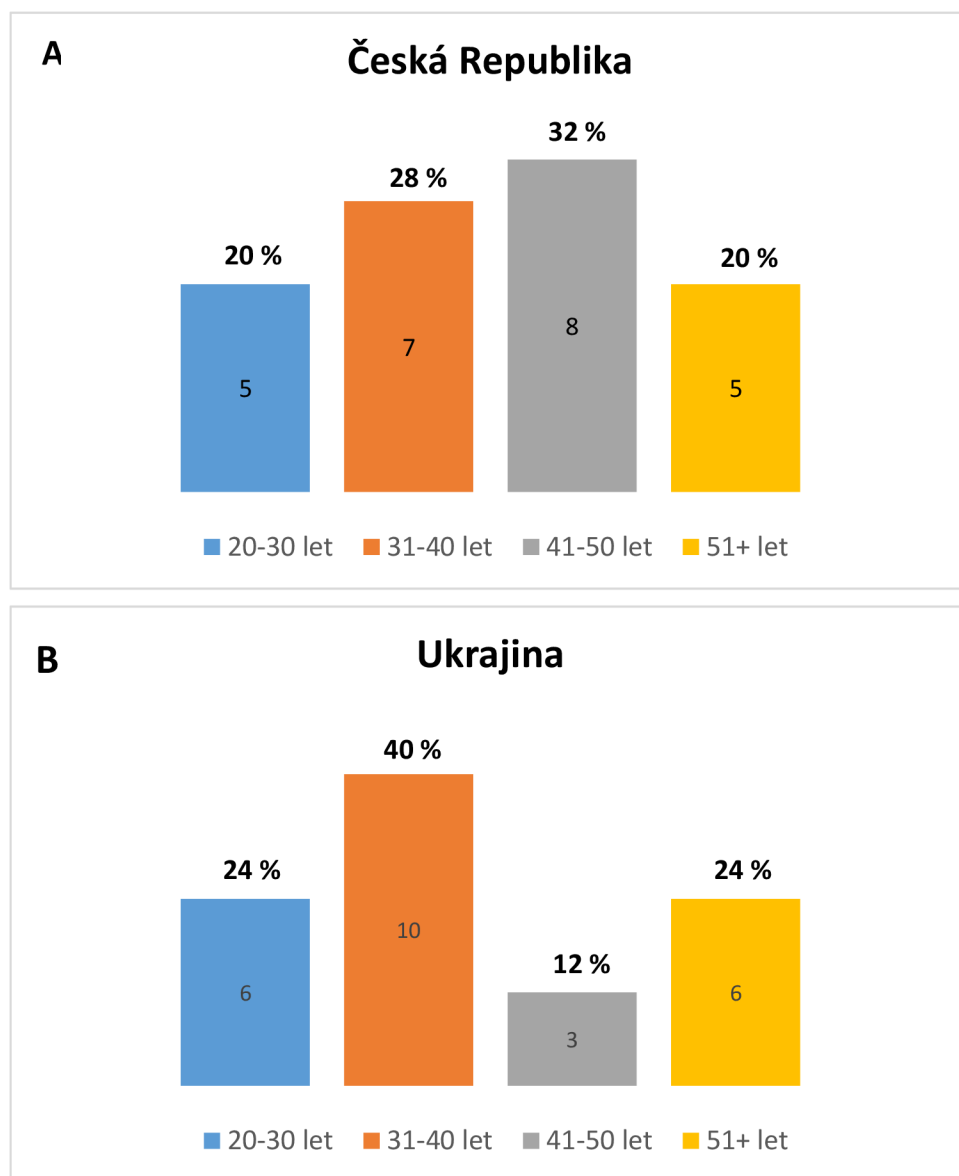 A
Česká Republika
32 %
28 %
20 %
20 %
8
7
5
5
20-30 let 31-40 let 41-50 let 51+ let
B
Ukrajina
40 %
24 %
24 %
10
12 %
6
6
3
20-30 let 31-40 let 41-50 let 51+ let